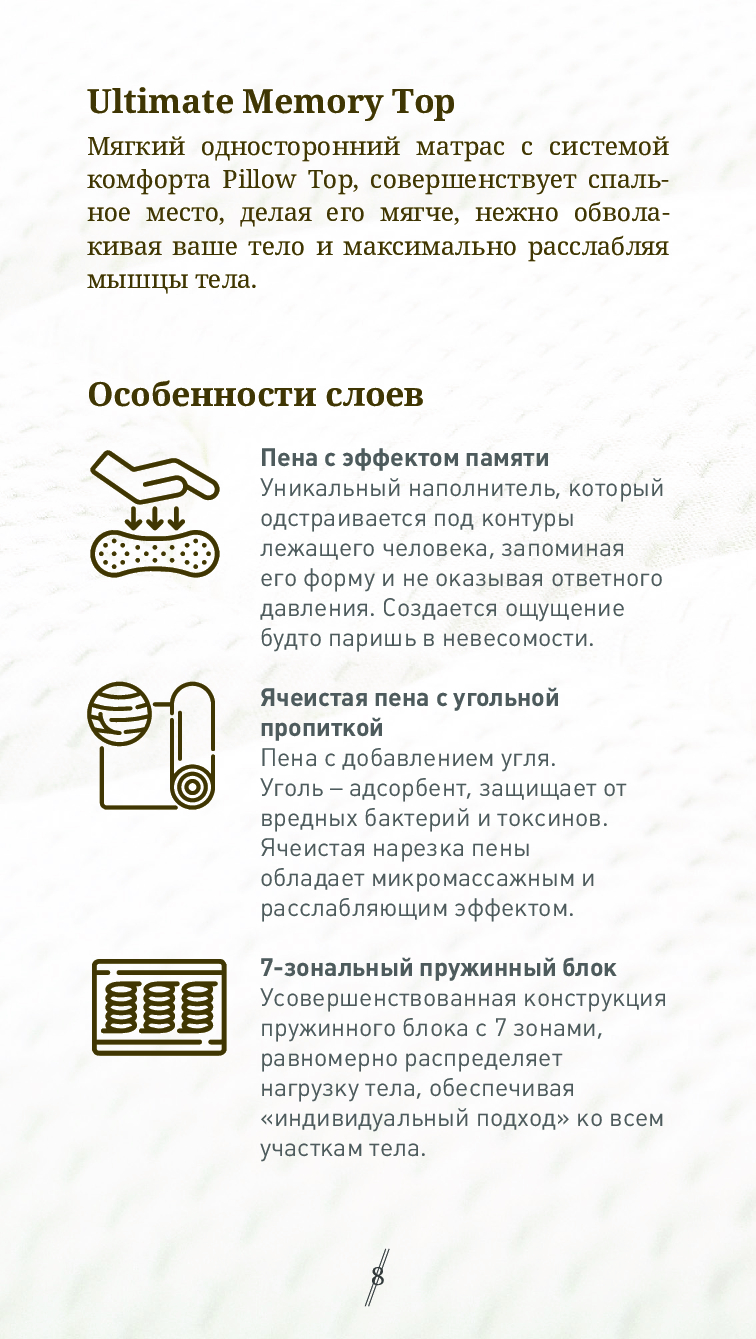 Ultimate Memory Top
Мягкий односторонний матрас с системой
комфорта Pillow Top, совершенствует спаль-
ное место, делая его мягче, нежно обвола-
кивая ваше тело и максимально расслабляя
мышцы тела.
Особенности слоев
Пена с эффектом памяти
Уникальный наполнитель, который
одстраивается под контуры
лежащего человека, запоминая
его форму и не оказывая ответного
давления. Создается ощущение
будто паришь в невесомости.
Ячеистая пена с угольной
пропиткой
Пена с добавлением угля.
Уголь – адсорбент, защищает от
вредных бактерий и токсинов.
Ячеистая нарезка пены
обладает микромассажным и
расслабляющим эффектом.
7-зональный пружинный блок
Усовершенствованная конструкция
пружинного блока с 7 зонами,
равномерно распределяет
нагрузку тела, обеспечивая
«индивидуальный подход» ко всем
участкам тела.
8